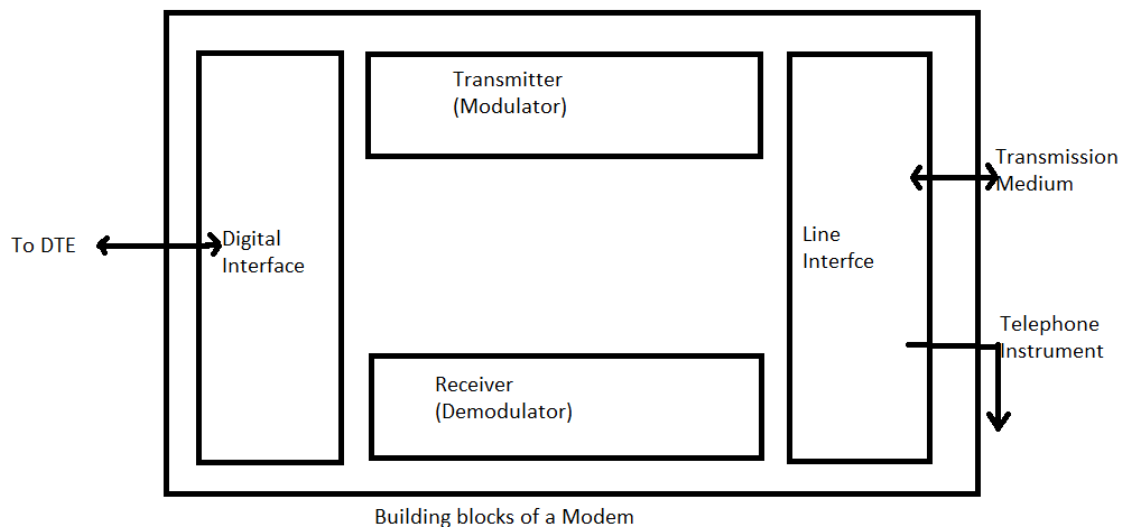 Transmitter
(Modulator)
Transmission
Medium
To DTE
Digital
Interface
Line
Interfce
Telephone
Instrument
Receiver
(Demodulator)
Building blocks of a Modem